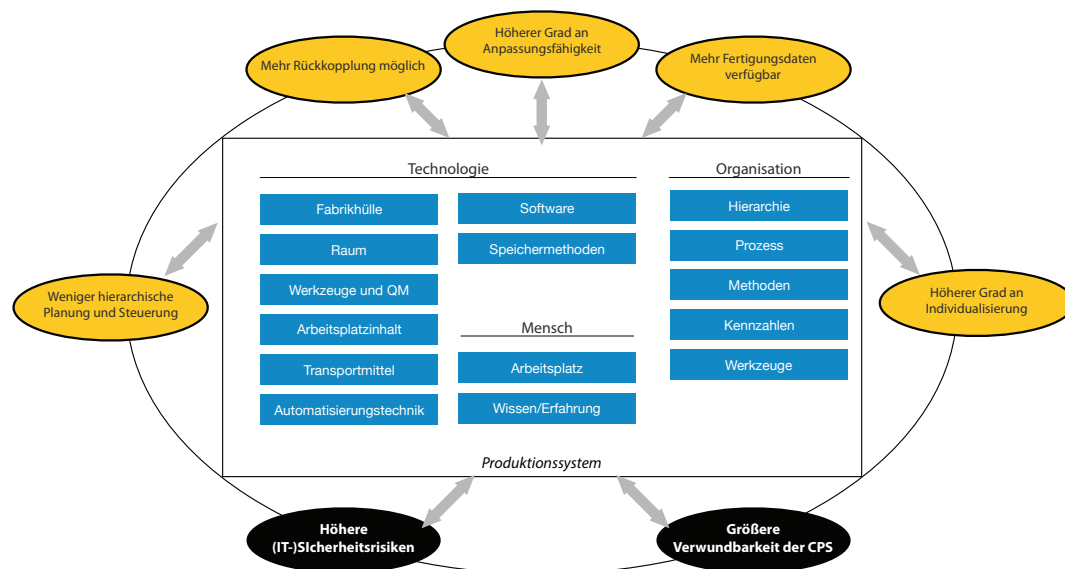 Höherer Grad an
Anpassungsfähigkeit
Mehr Rückkopplung möglich
Mehr Fertigungsdaten
verfügbar
Technologie
Organisation
Fabrikhülle
Software
Hierarchie
Raum
Speichermethoden
Prozess
Werkzeuge und QM
Methoden
Weniger hierarchische
Planung und Steuerung
Höherer Grad an
Individualisierung
Arbeitsplatzinhalt
Mensch
Kennzahlen
Transportmittel
Arbeitsplatz
Werkzeuge
Automatisierungstechnik
Wissen/Erfahrung
Produktionssystem
Höhere
(IT-)SIcherheitsrisiken
Größere
Verwundbarkeit der CPS